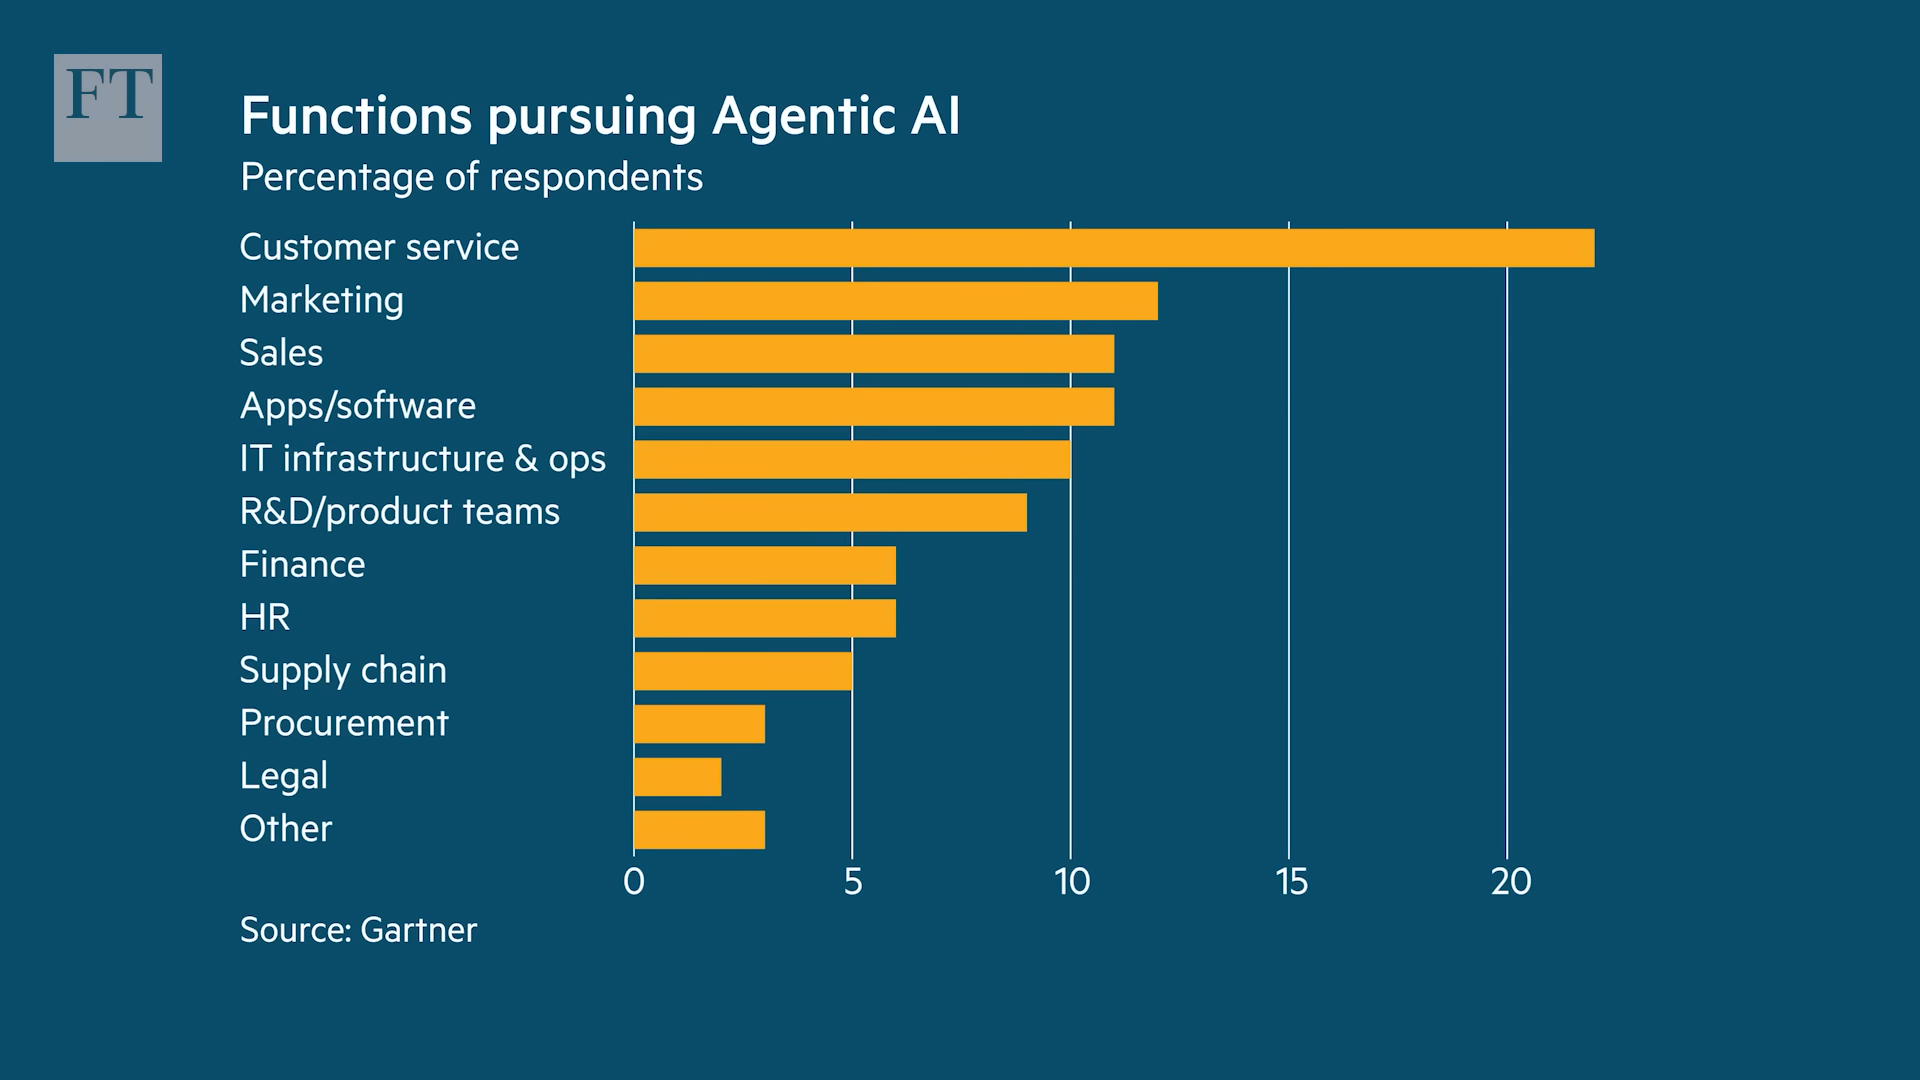 FT
Functions pursuing Agentic AI
Percentage of respondents
Customer service
Marketing
Sales
Apps/software
IT infrastructure & ops
R&D/product teams
Finance
HR
Supply chain
Procurement
Legal
Other
0 5 10 15 20
Source: Gartner